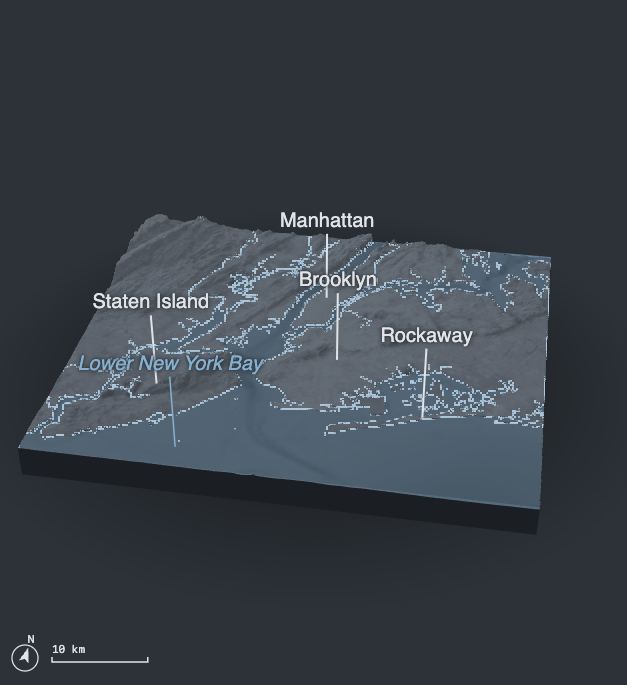 Manhattan
Brooklyn
Staten Island
Rockaway
Lower New York Bay
N
10 km